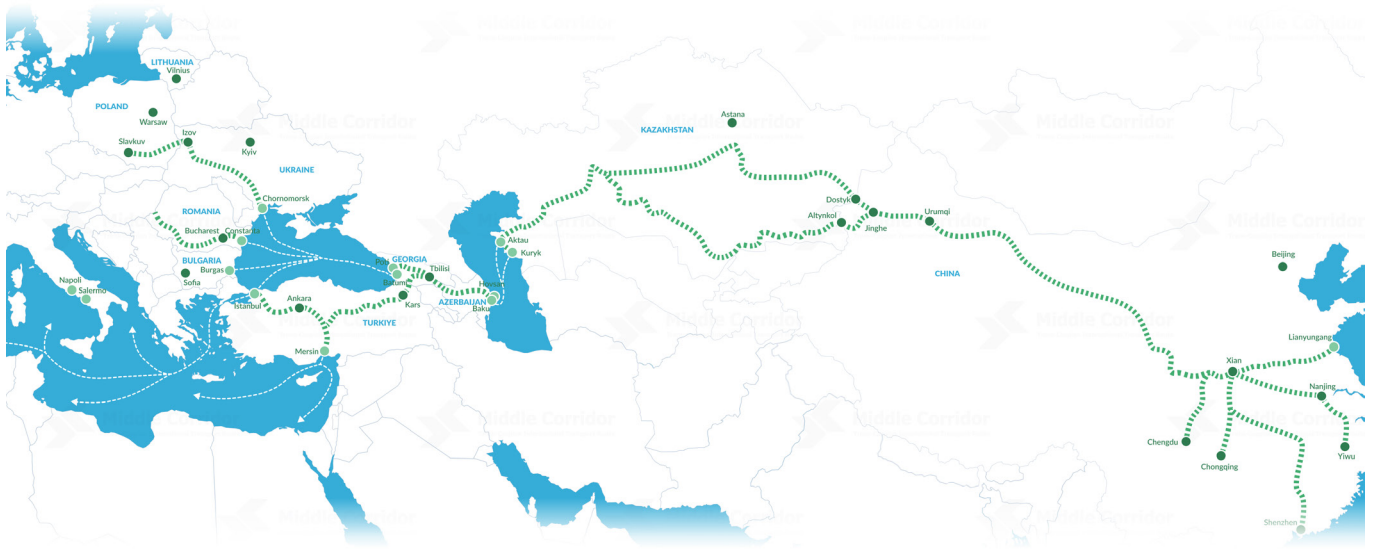 Middle Corridor
LITHUANIA
Vilnius
POLAND
Warsaw
Slavkuv
Izov
Kyiv
UKRAINE
Chornomorsk
ROMANIA
Bucharest
Constanta
BULGARIA
Burgas
Sofia
Napoli
Salermo
Istanbul
Ankara
TURKIYE
Mersin
Kars
GEORGIA
Poti
Batumi
Tbilisi
AZERBAIJAN
Hovsan
Baku
Aktau
Kuryk
KAZAKHSTAN
Astana
Dostyk
Altynkol
Jinghe
Urumqi
CHINA
Beijing
Lianyungang
Xian
Nanjing
Chengdu
Chongqing
Yiwu
Shenzhen